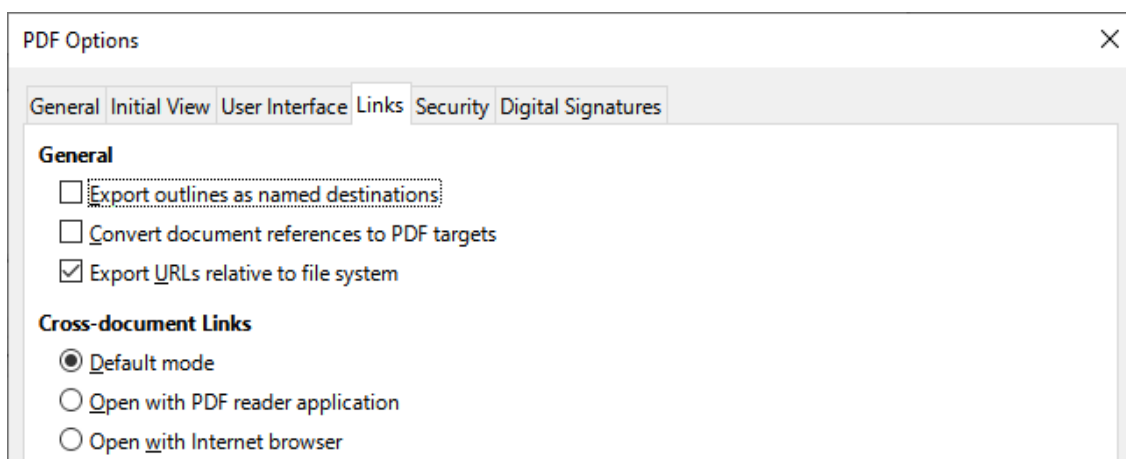 PDF Options
General Initial View User Interface Links Security Digital Signatures
General
Export outlines as named destinations
Convert document references to PDF targets
Export URLs relative to file system
Cross-document Links
Default mode
Open with PDF reader application
Open with Internet browser